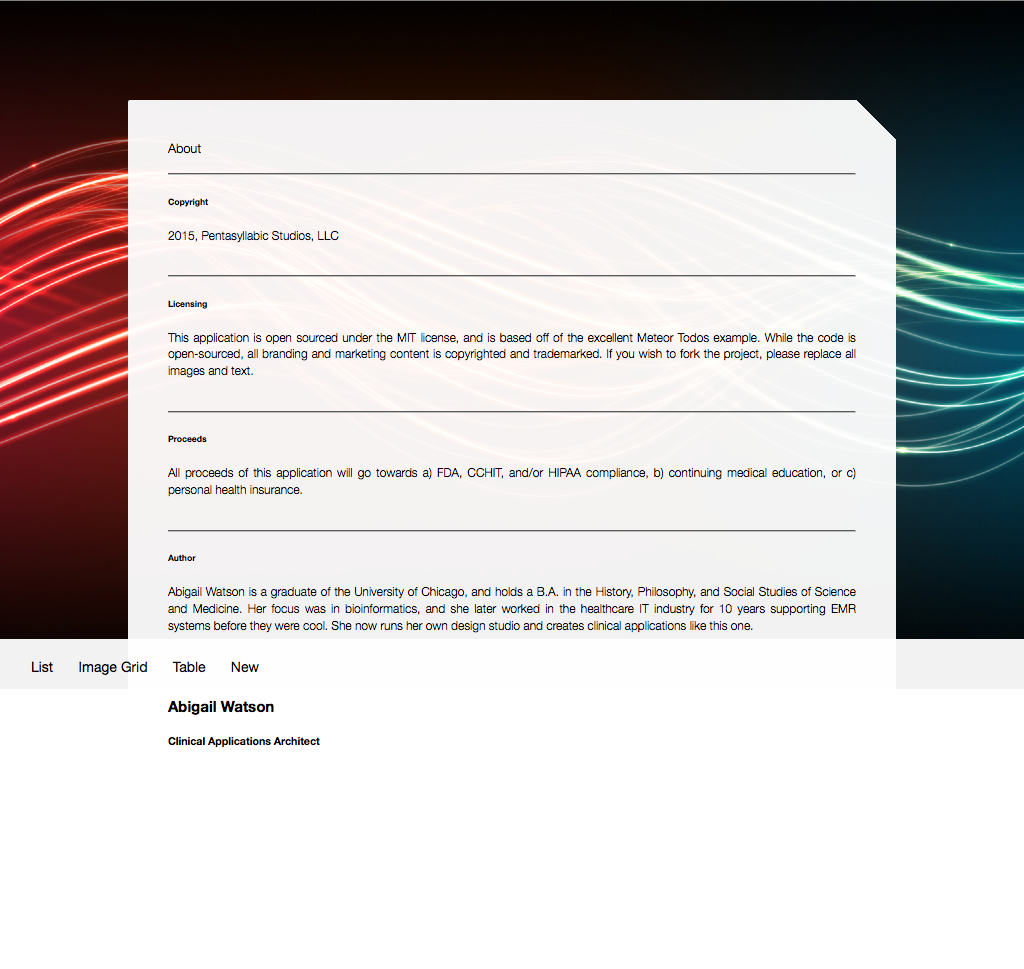 About
Copyright
2015, Pentasyllabic Studios, LLC
Licensing
This application is open sourced under the MIT license, and is based off of the excellent Meteor Todos example. While the code is
open-sourced, all branding and marketing content is copyrighted and trademarked. If you wish to fork the project, please replace all
images and text.
Proceeds
All proceeds of this application will go towards a) FDA, CCHIT, and/or HIPAA compliance, b) continuing medical education, or c)
personal health insurance.
Author
Abigail Watson is a graduate of the University of Chicago, and holds a B.A. in the History, Philosophy, and Social Studies of Science
and Medicine. Her focus was in bioinformatics, and she later worked in the healthcare IT industry for 10 years supporting EMR
systems before they were cool. She now runs her own design studio and creates clinical applications like this one.
List Image Grid Table New
Abigail Watson
Clinical Applications Architect